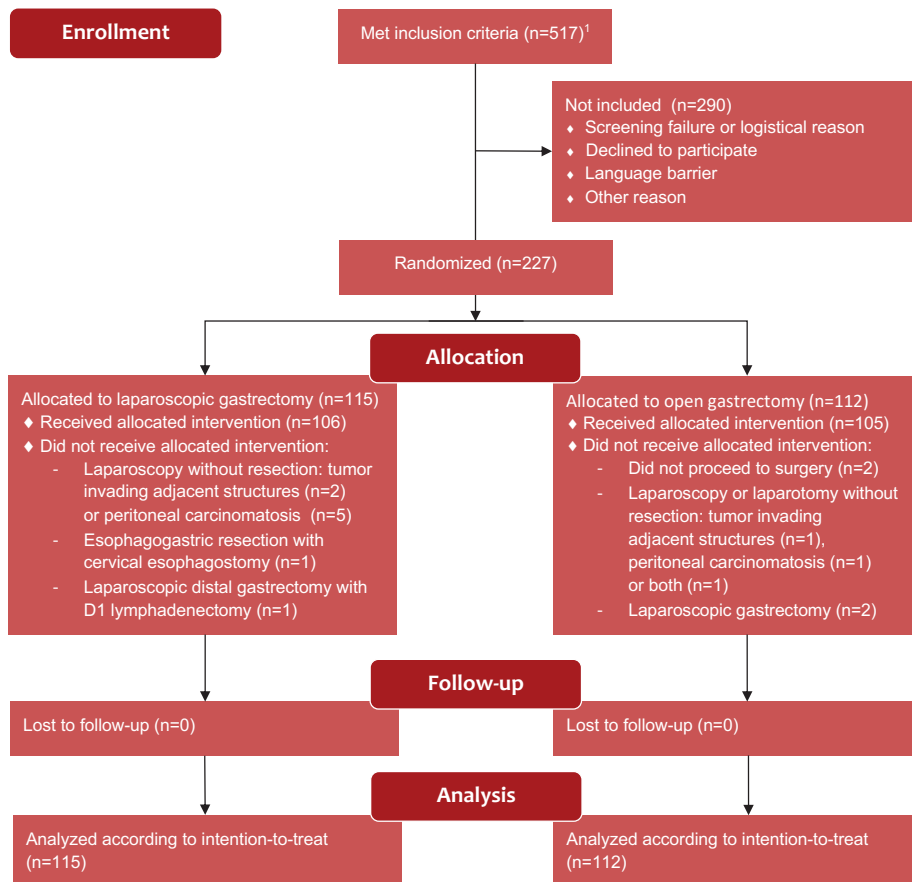 Enrollment
Met inclusion criteria (n=517)¹
Not included (n=290)
♦ Screening failure or logistical reason
♦ Declined to participate
♦ Language barrier
♦ Other reason
Randomized (n=227)
Allocation
Allocated to laparoscopic gastrectomy (n=115)
♦ Received allocated intervention (n=106)
♦ Did not receive allocated intervention:
- Laparoscopy without resection: tumor
invading adjacent structures (n=2)
or peritoneal carcinomatosis (n=5)
- Esophagogastric resection with
cervical esophagostomy (n=1)
- Laparoscopic distal gastrectomy with
D1 lymphadenectomy (n=1)
Allocated to open gastrectomy (n=112)
♦ Received allocated intervention (n=105)
♦ Did not receive allocated intervention:
- Did not proceed to surgery (n=2)
- Laparoscopy or laparotomy without
resection: tumor invading
adjacent structures (n=1),
peritoneal carcinomatosis (n=1)
or both (n=1)
- Laparoscopic gastrectomy (n=2)
Follow-up
Lost to follow-up (n=0)
Lost to follow-up (n=0)
Analysis
Analyzed according to intention-to-treat
(n=115)
Analyzed according to intention-to-treat
(n=112)